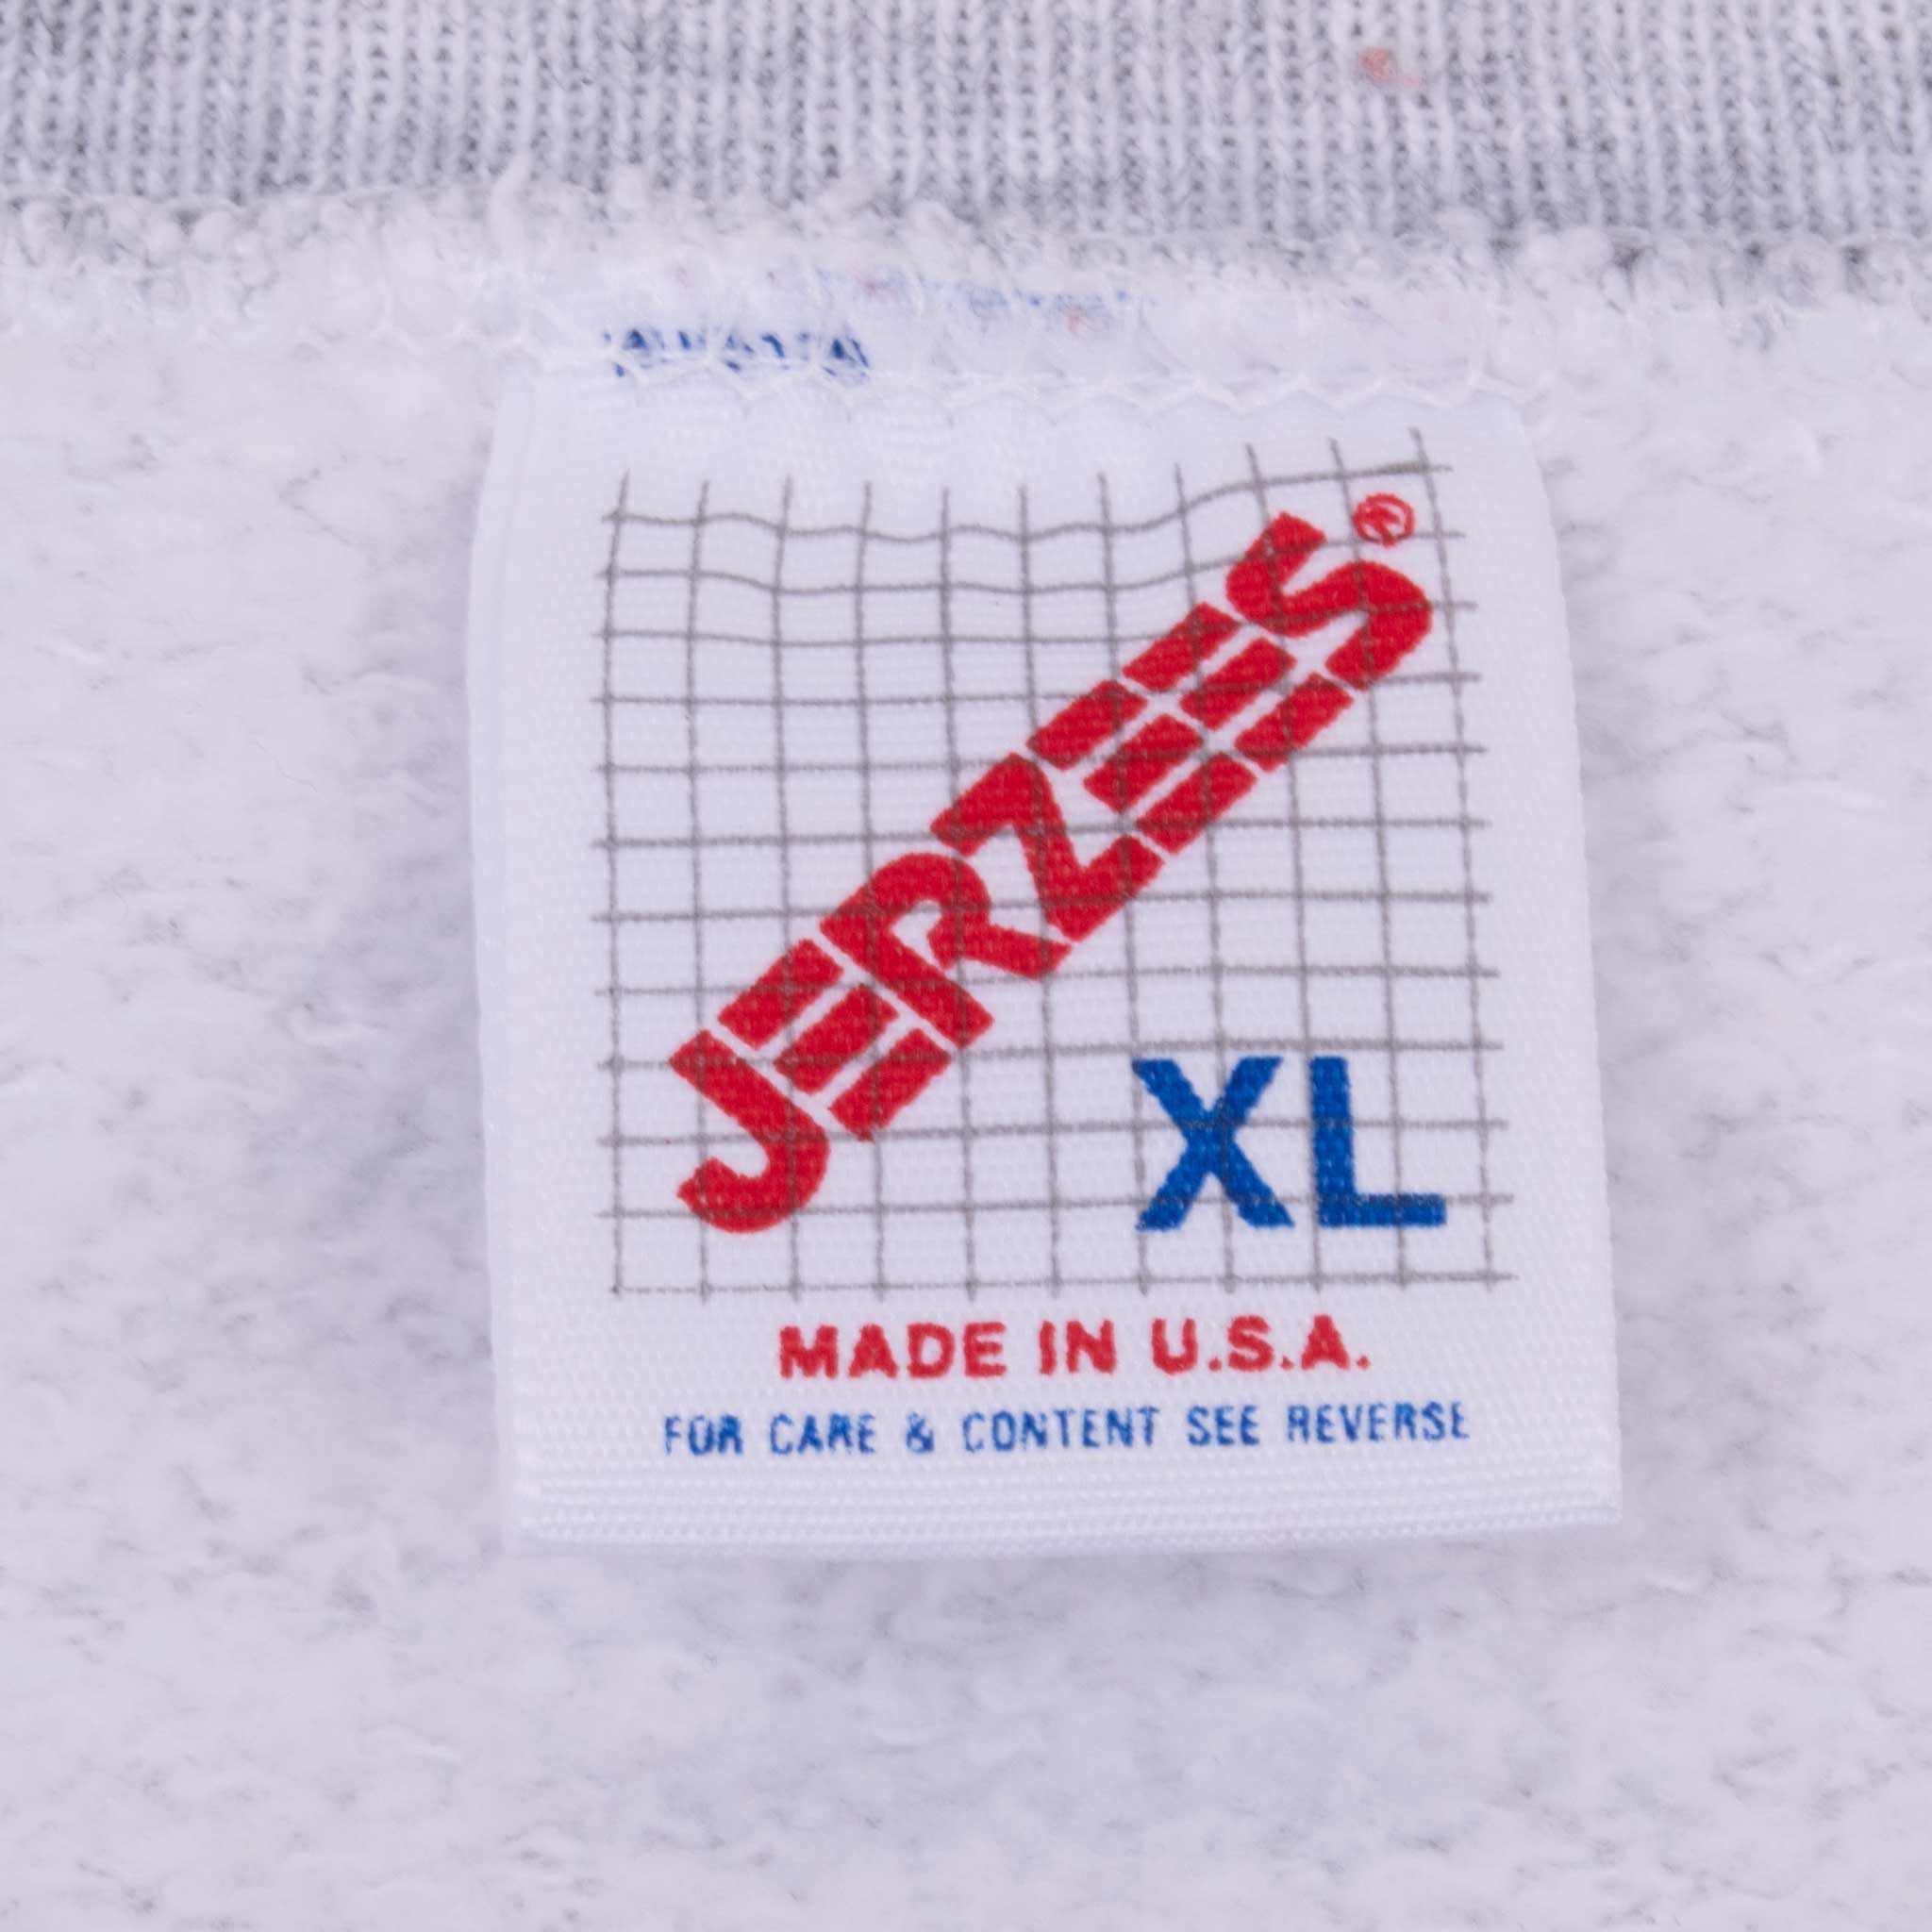 JERZEES®
XL
MADE IN U.S.A.
FOR CARE & CONTENT SEE REVERSE